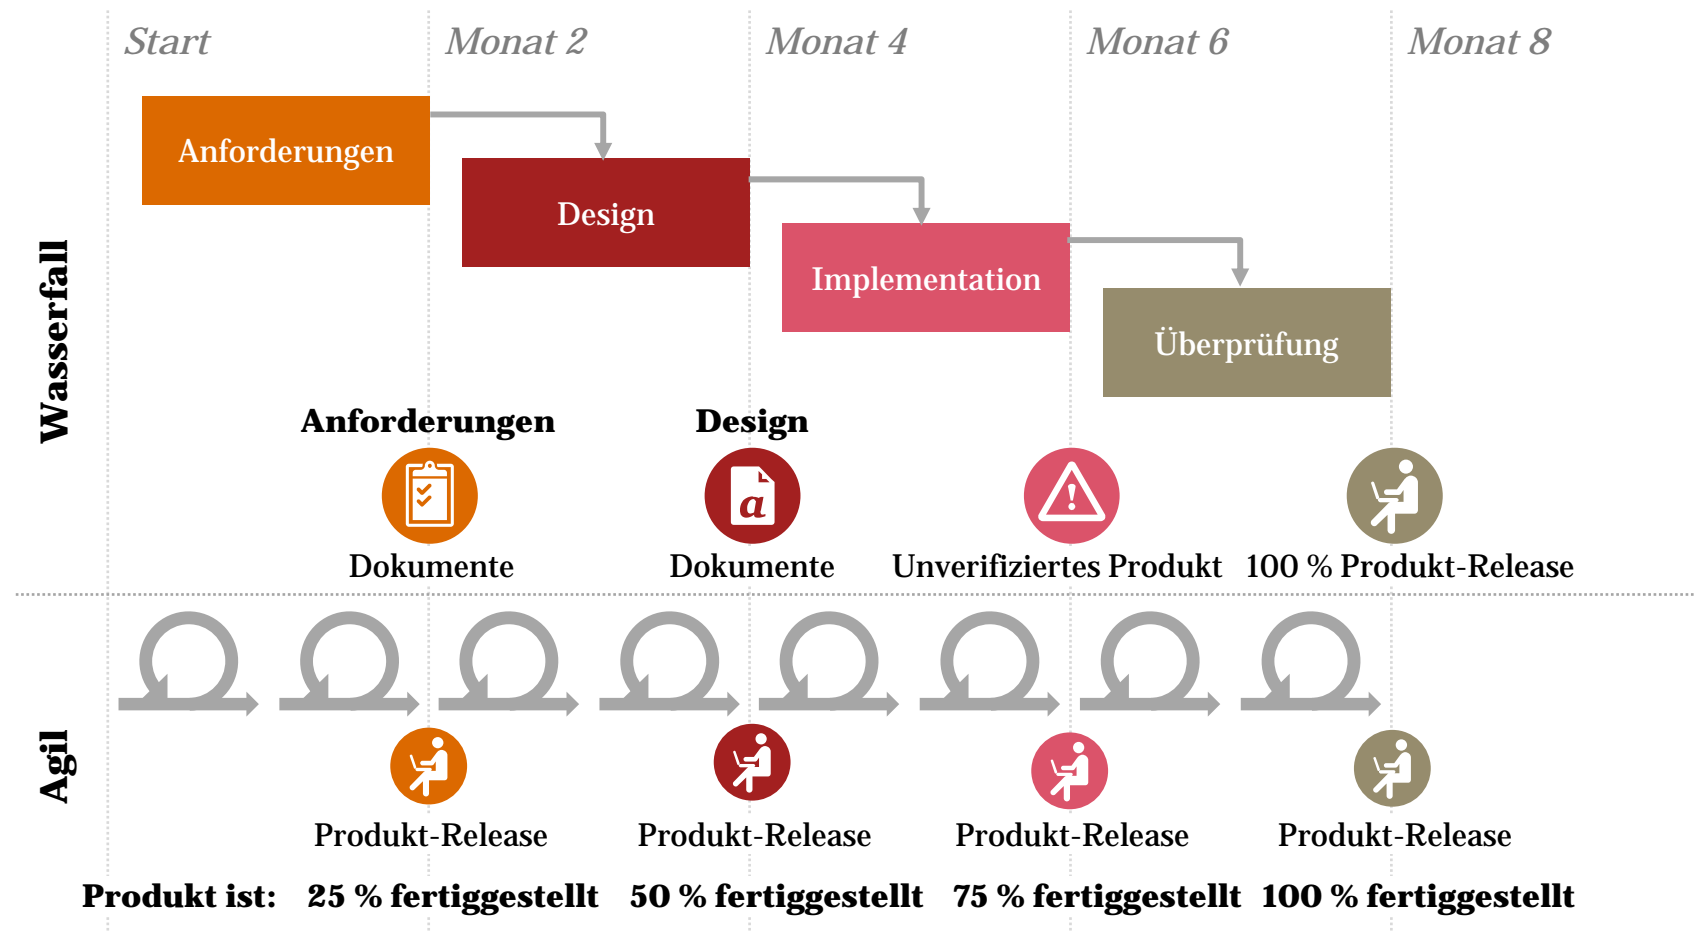 Start
Monat 2
Monat 4
Monat 6
Monat 8
Wasserfall
Anforderungen
Design
Implementation
Überprüfung
Anforderungen
Design
a
!
Dokumente
Dokumente
Unverifiziertes Produkt
100 % Produkt-Release
Agil
Produkt-Release
Produkt-Release
Produkt-Release
Produkt-Release
Produkt ist:
25 % fertiggestellt
50 % fertiggestellt
75 % fertiggestellt
100 % fertiggestellt